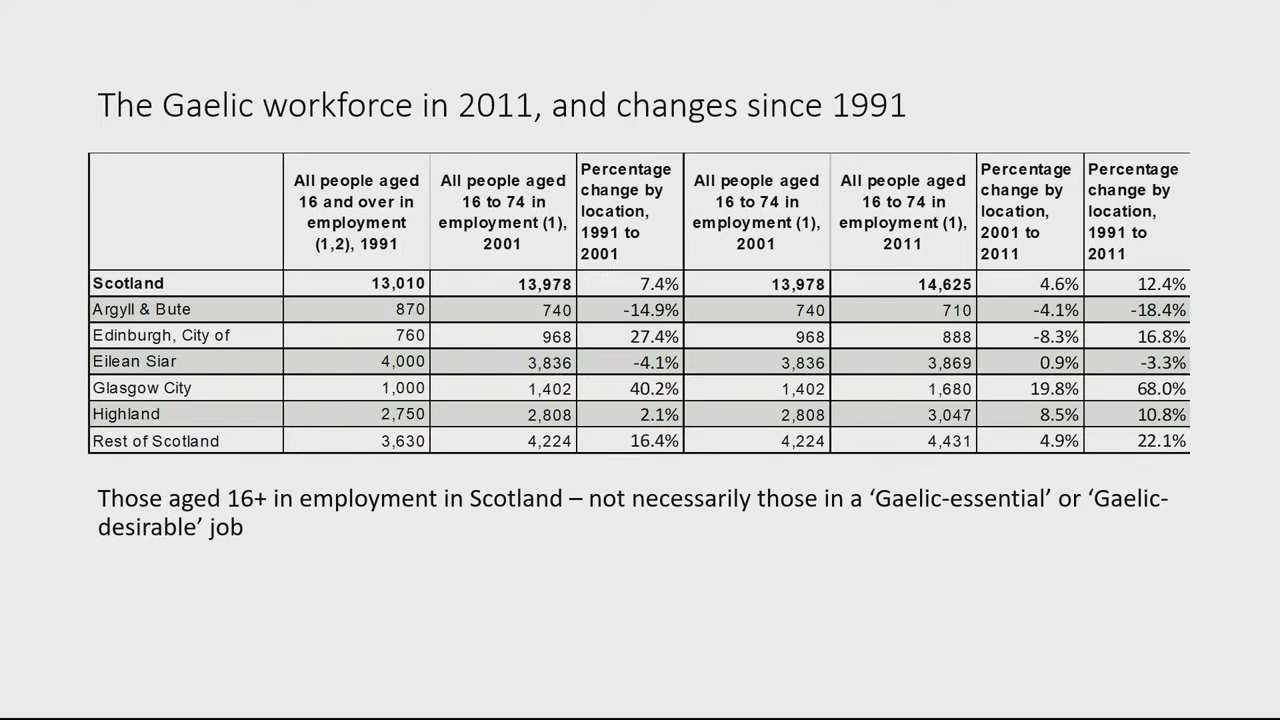 The Gaelic workforce in 2011, and changes since 1991
All people aged 16 and over in employment (1,2), 1991 All people aged 16 to 74 in employment (1), 2001 Percentage change by location, 1991 to 2001 All people aged 16 to 74 in employment (1), 2001 All people aged 16 to 74 in employment (1), 2011 Percentage change by location, 2001 to 2011 Percentage change by location, 1991 to 2011
Scotland 13,010 13,978 7.4% 13,978 14,625 4.6% 12.4%
Argyll & Bute 870 740 -14.9% 740 710 -4.1% -18.4%
Edinburgh, City of 760 968 27.4% 968 888 -8.3% 16.8%
Eilean Siar 4,000 3,836 -4.1% 3,836 3,869 0.9% -3.3%
Glasgow City 1,000 1,402 40.2% 1,402 1,680 19.8% 68.0%
Highland 2,750 2,808 2.1% 2,808 3,047 8.5% 10.8%
Rest of Scotland 3,630 4,224 16.4% 4,224 4,431 4.9% 22.1%
Those aged 16+ in employment in Scotland – not necessarily those in a ‘Gaelic-essential’ or ‘Gaelic-
desirable’ job